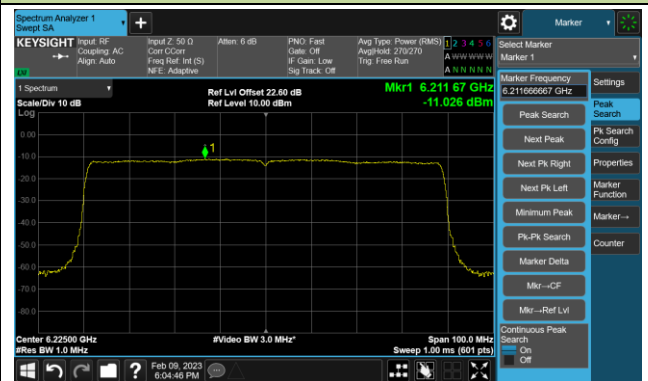 Spectrum Analyzer 1
Swept SA
Marker
KEYSIGHT
Input: RF
Coupling: AC
Align: Auto
Input Z: 50 Ω
Corr CCorr
Freq Ref: Int (S)
NFE: Adaptive
Atten: 6 dB
PNO: Fast
Gate: Off
IF Gain: Low
Sig Track: Off
Avg Type: Power (RMS)
Avg|Hold: 270/270
Trig: Free Run
1 2 3 4 5 6
A W W W W W
A N N N N N
Select Marker
Marker 1
1 Spectrum
Scale/Div 10 dB
Log
Ref Lvl Offset 22.60 dB
Ref Level 10.00 dBm
Mkr1 6.211 67 GHz
-11.026 dBm
1
0.00
-10.0
-20.0
-30.0
-40.0
-50.0
-60.0
-70.0
-80.0
Center 6.22500 GHz
#Res BW 1.0 MHz
#Video BW 3.0 MHz*
Span 100.0 MHz
Sweep 1.00 ms (601 pts)
Marker Frequency
6.211666667 GHz
Peak Search
Next Peak
Next Pk Right
Next Pk Left
Minimum Peak
Pk-Pk Search
Marker Delta
Mkr→CF
Mkr→Ref Lvl
Continuous Peak
Search
On
Off
Settings
Peak
Search
Pk Search
Config
Properties
Marker
Function
Marker→
Counter
?
Feb 09, 2023
6:04:46 PM